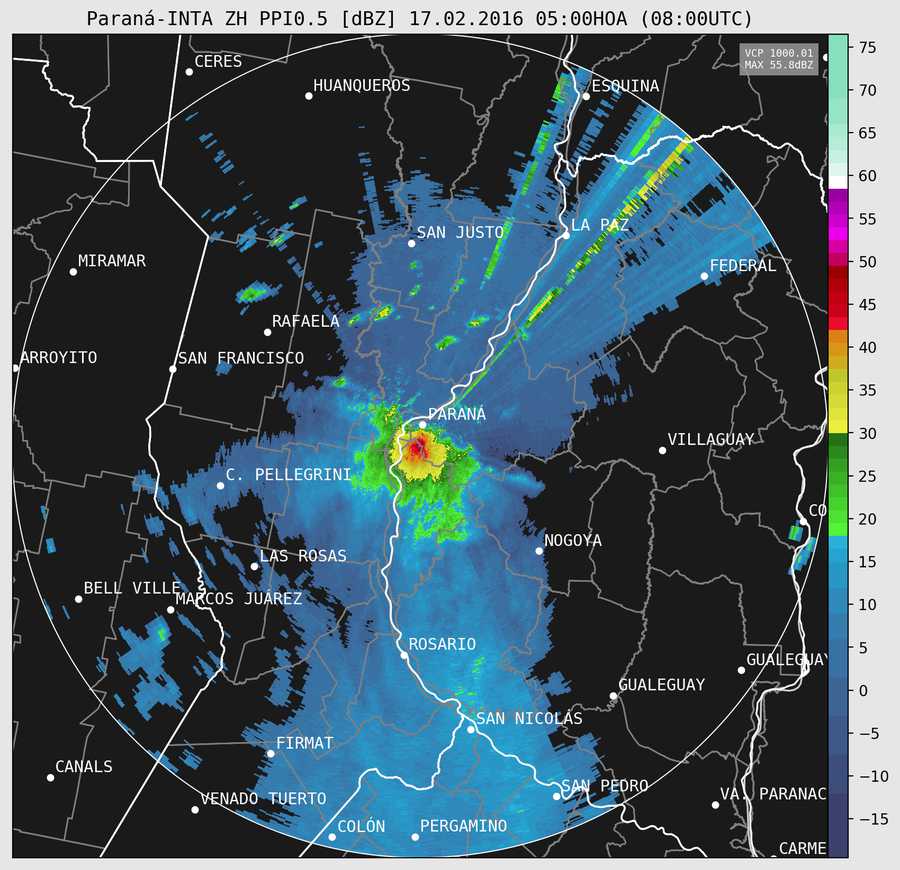 Paraná-INTA ZH PPI0.5 [dBZ] 17.02.2016 05:00HOA (08:00UTC)
VCP 1000.01
MAX 55.8dBZ
CERES
HUANQUEROS
ESQUINA
SAN JUSTO
LA PAZ
MIRAMAR
FEDERAL
RAFAELA
ARROYITO
SAN FRANCISCO
PARANÁ
VILLAGUAY
C. PELLEGRINI
CO
NOGOYA
LAS ROSAS
BELL VILLE
MARCOS JUÁREZ
ROSARIO
GUALEGUAY
GUALEGUAY
SAN NICOLÁS
FIRMAT
CANALS
SAN PEDRO
VENADO TUERTO
VA. PARANAC
COLÓN
PERGAMINO
CARME
75
70
65
60
55
50
45
40
35
30
25
20
15
10
5
0
−5
−10
−15